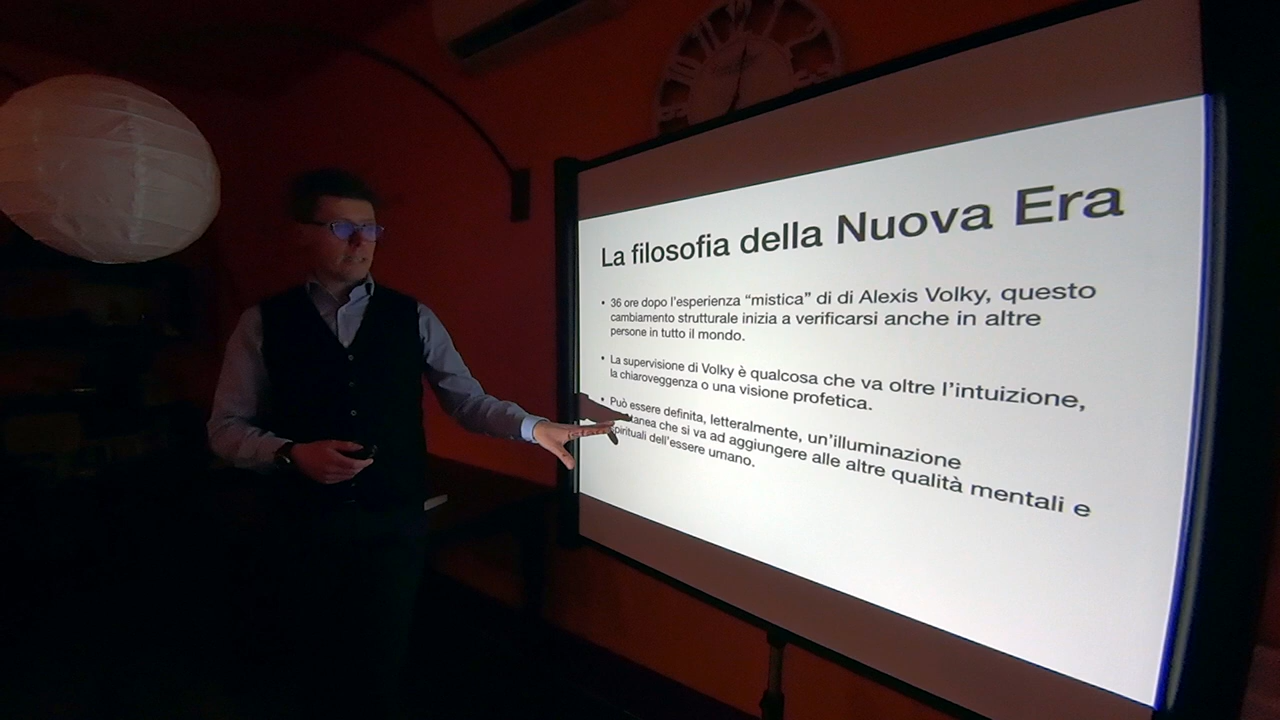 La filosofia della Nuova Era
• 36 ore dopo l'esperienza “mistica” di di Alexis Volky, questo
cambiamento strutturale inizia a verificarsi anche in altre
persone in tutto il mondo.
• La supervisione di Volky è qualcosa che va oltre l'intuizione,
la chiaroveggenza o una visione profetica.
• Può essere definita, letteralmente, un'illuminazione
che si va ad aggiungere alle altre qualità mentali e
dell'essere umano.